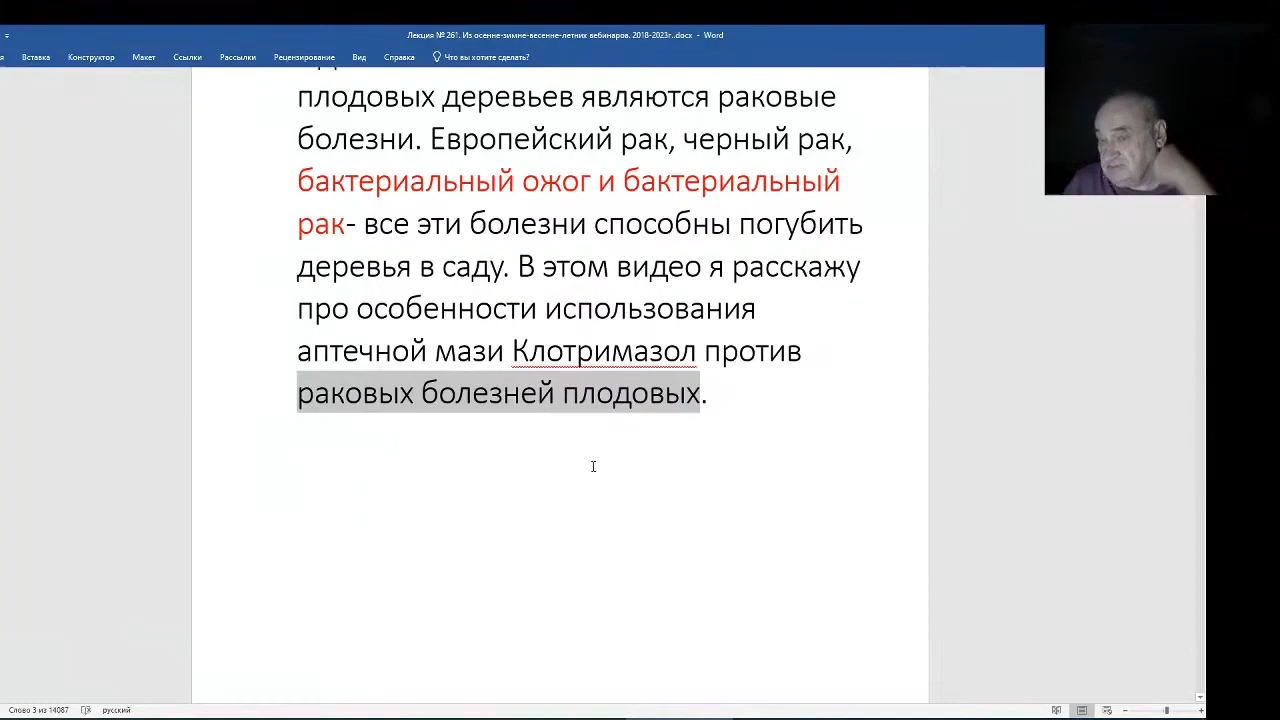 Лекция № 261. Из осенне-зимне-весенне-летних вебинаров. 2018-2023г..docx - Word
Вставка Конструктор Макет Ссылки Рассылки Рецензирование Вид Справка Что вы хотите сделать?
плодовых деревьев являются раковые
болезни. Европейский рак, черный рак,
бактериальный ожог и бактериальный
рак- все эти болезни способны погубить
деревья в саду. В этом видео я расскажу
про особенности использования
аптечной мази Клотримазол против
раковых болезней плодовых.
Слово 3 из 14087 русский